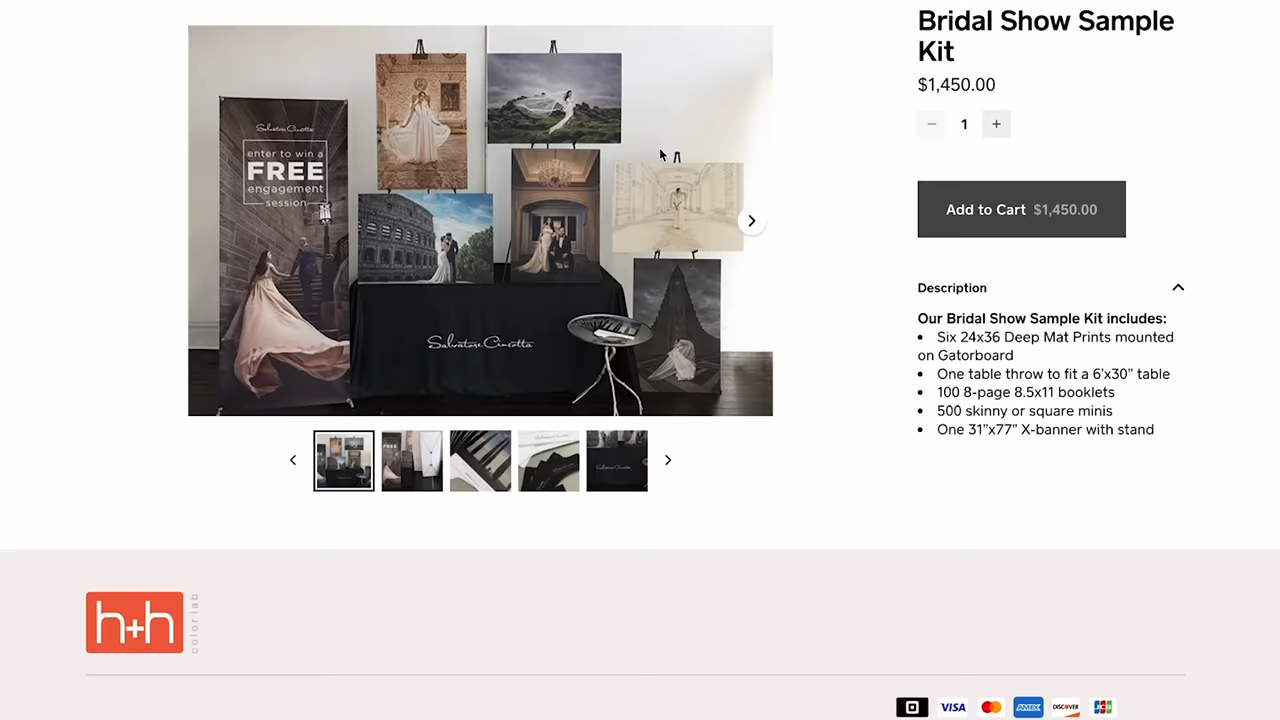 Bridal Show Sample
Kit
$1,450.00
− 1 +
Add to Cart $1,450.00
Description
Our Bridal Show Sample Kit includes:
• Six 24x36 Deep Mat Prints mounted
on Gatorboard
• One table throw to fit a 6'x30" table
• 100 8-page 8.5x11 booklets
• 500 skinny or square minis
• One 31"x77" X-banner with stand
Salvatore Cincotta
enter to win a
FREE
engagement
session
Salvatore Cincotta
h+h
color lab
VISA
AMEX
DISCOVER
JCB